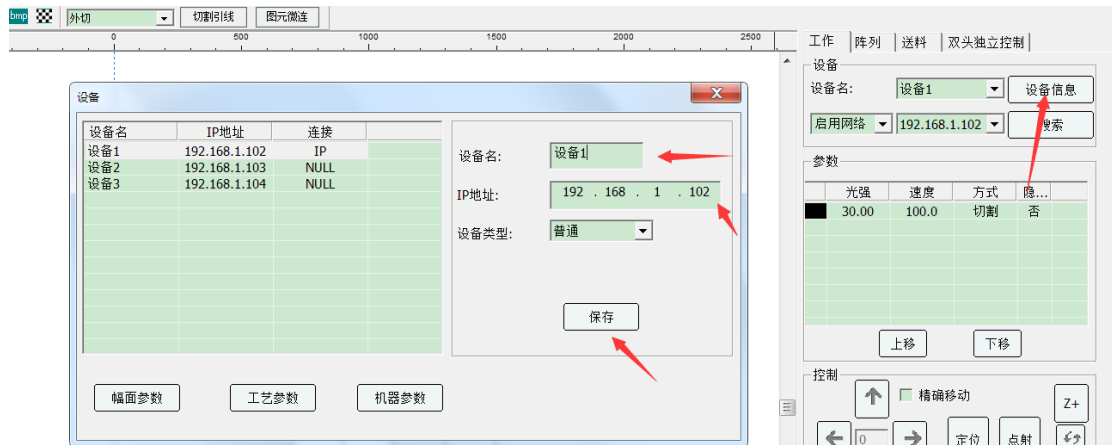 bmp 外切 切割引线 图元微连
0 500 1000 1500 2000 2500
工作 阵列 送料 双头独立控制
设备
设备名: 设备1 设备信息
启用网络 192.168.1.102 搜索
参数
光强 速度 方式 隐...
30.00 100.0 切割 否
上移 下移
控制
精确移动
Z+
0 定位 点射
设备
设备名 IP地址 连接
设备1 192.168.1.102 IP
设备2 192.168.1.103 NULL
设备3 192.168.1.104 NULL
设备名: 设备1
IP地址: 192 . 168 . 1 . 102
设备类型: 普通
保存
幅面参数 工艺参数 机器参数